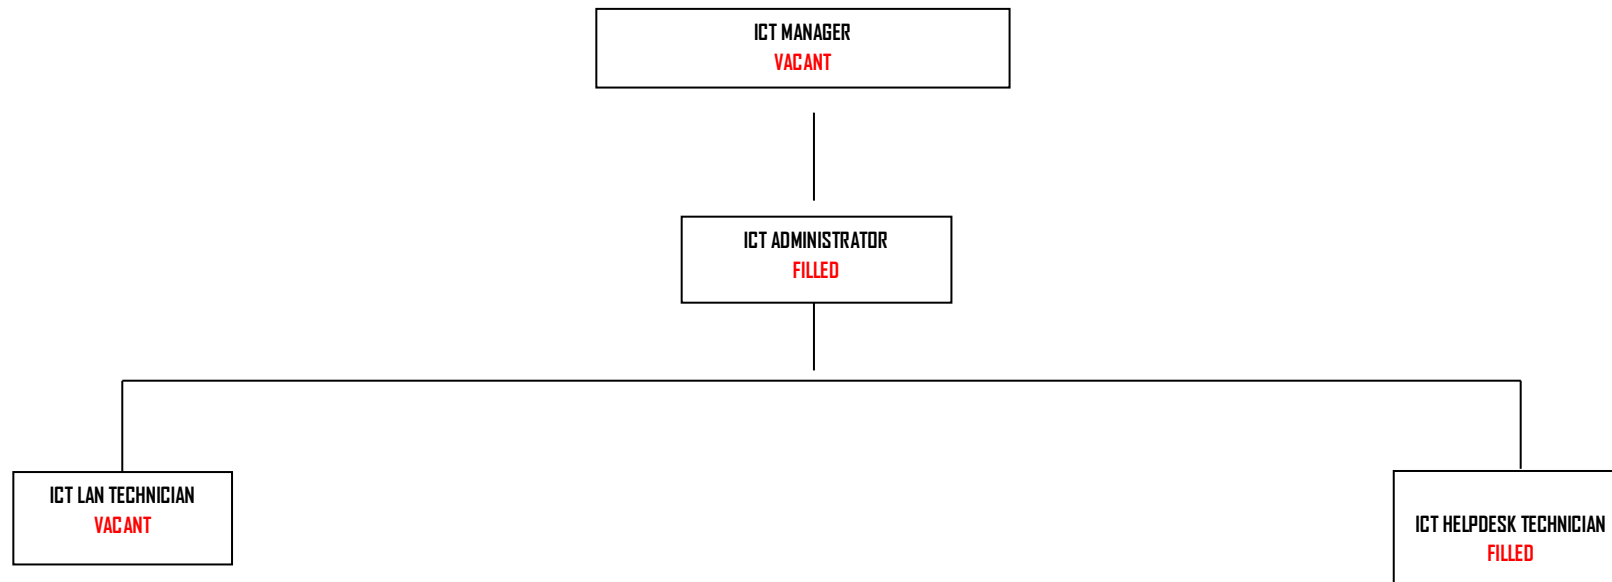 ICT MANAGER
VACANT
ICT ADMINISTRATOR
FILLED
ICT LAN TECHNICIAN
VACANT
ICT HELPDESK TECHNICIAN
FILLED